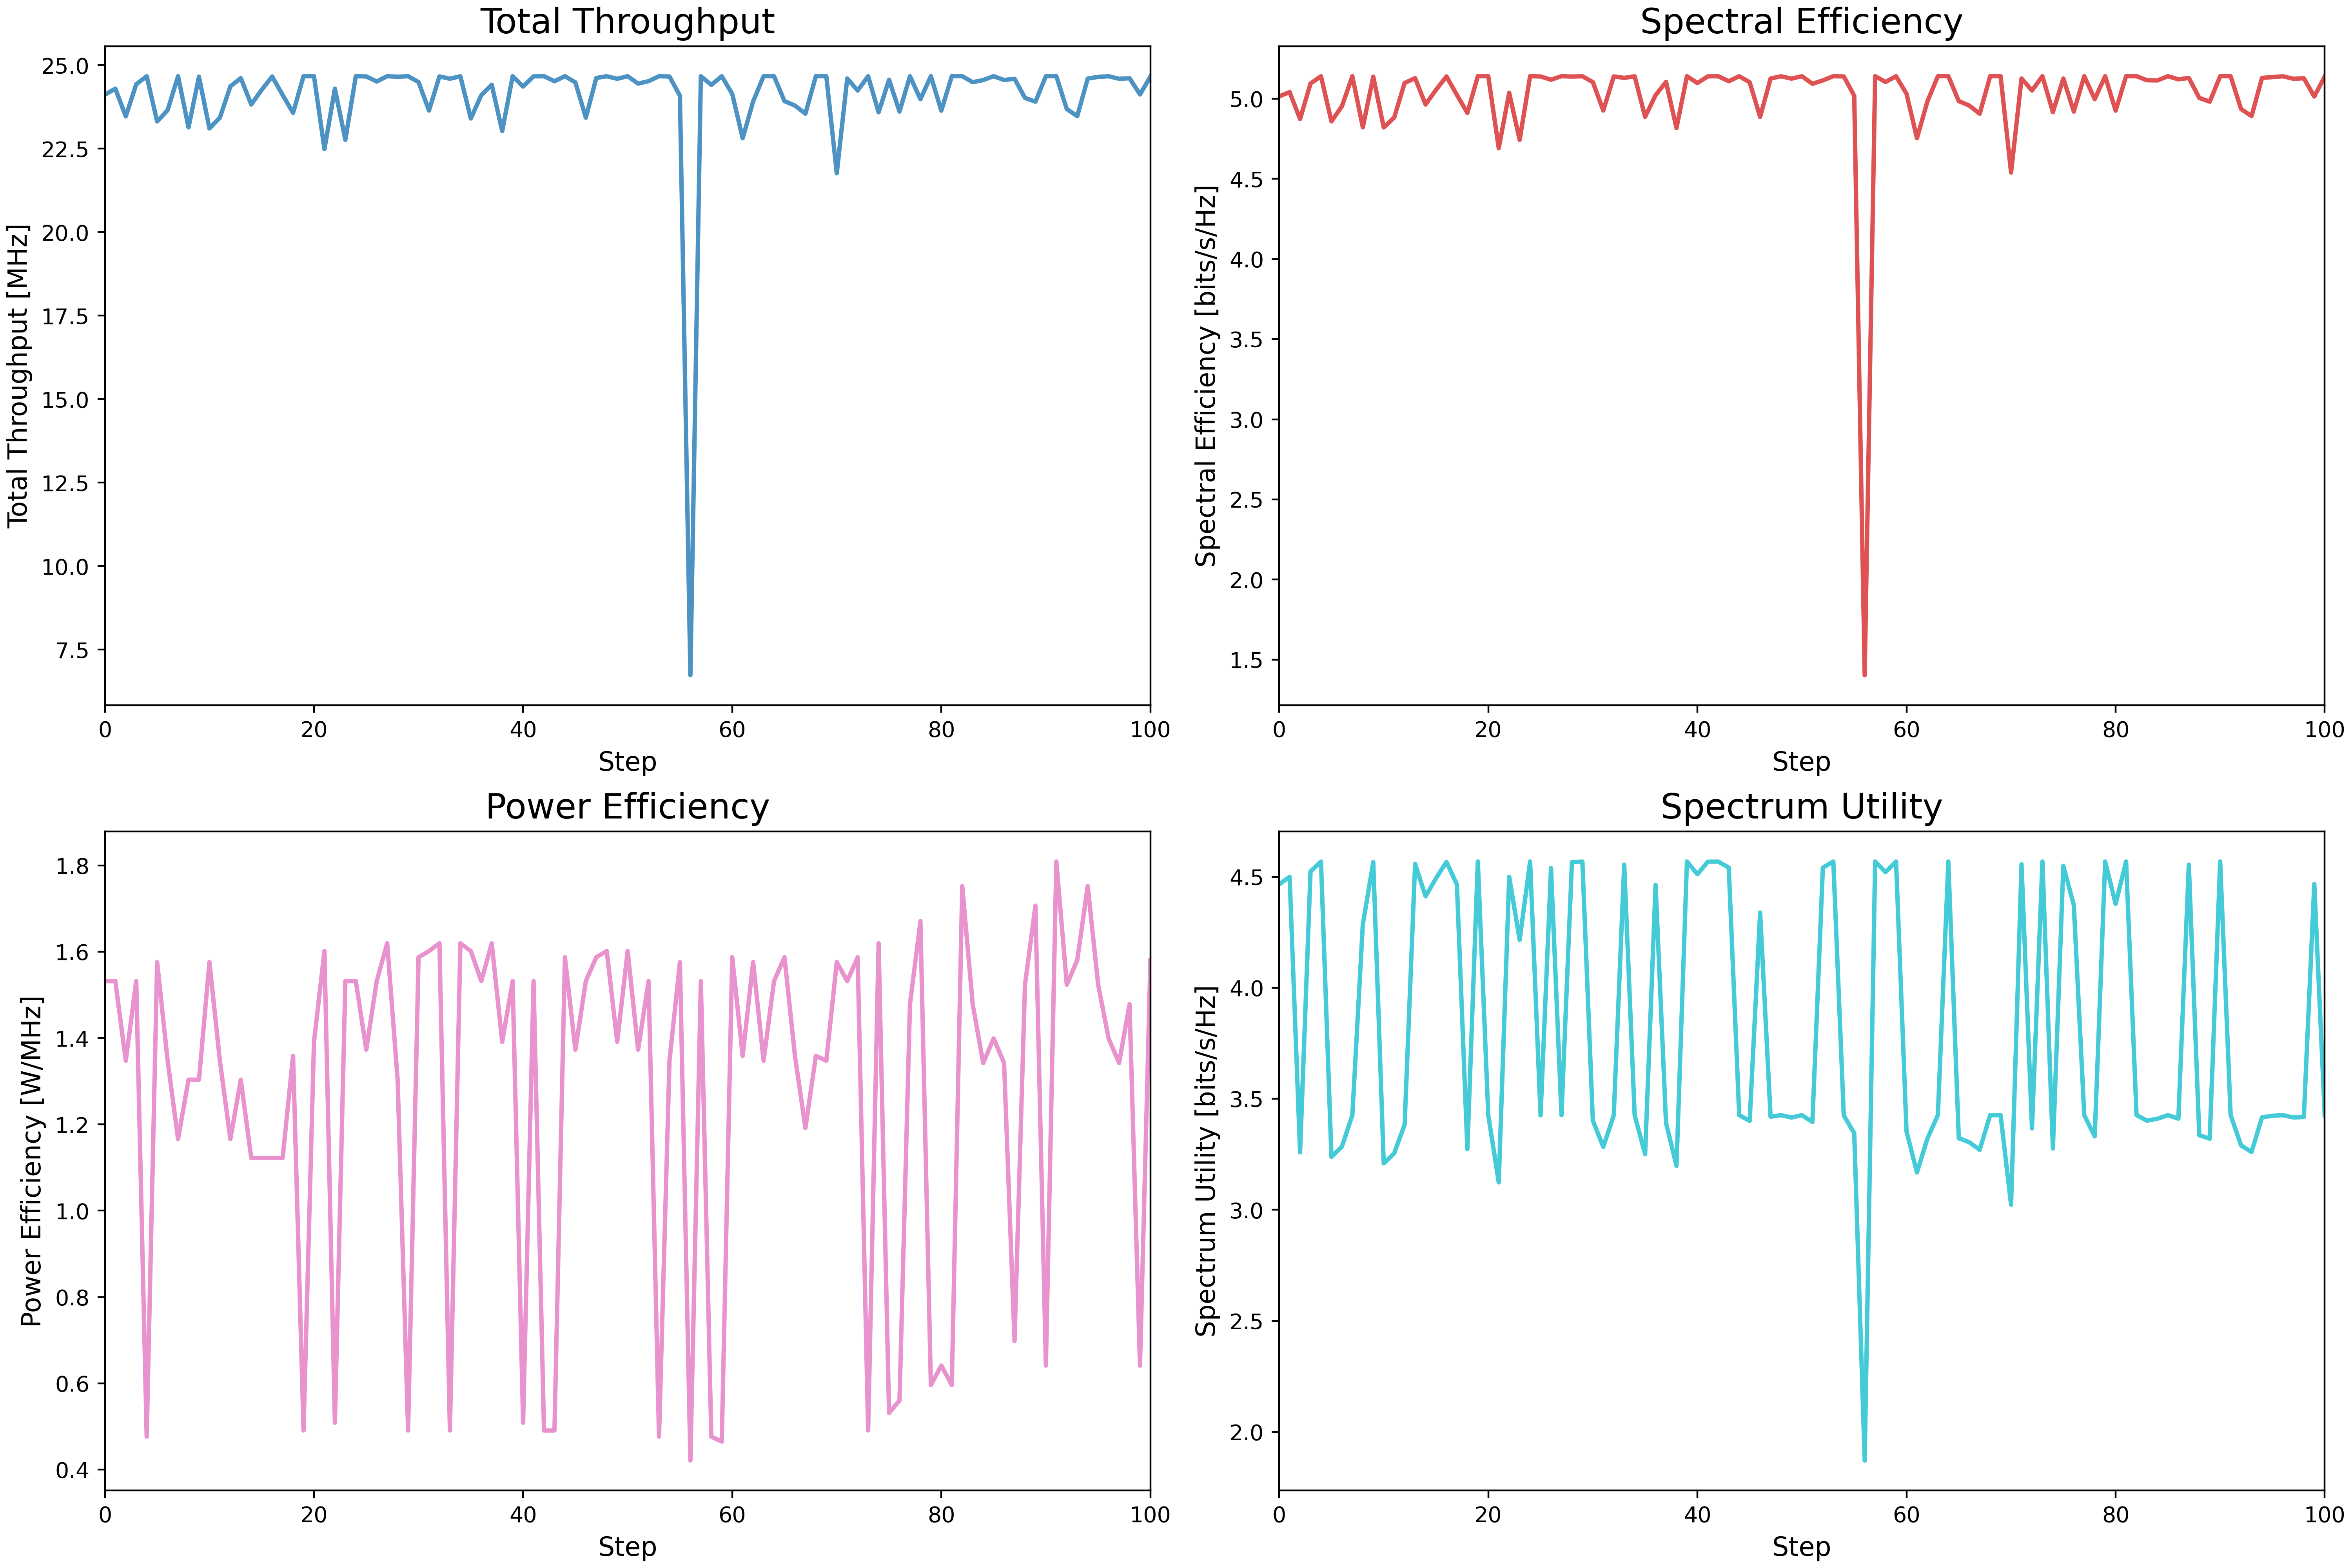 Total Throughput
Total Throughput [MHz]
25.0
22.5
20.0
17.5
15.0
12.5
10.0
7.5
0 20 40 60 80 100
Step
Spectral Efficiency
Spectral Efficiency [bits/s/Hz]
5.0
4.5
4.0
3.5
3.0
2.5
2.0
1.5
0 20 40 60 80 100
Step
Power Efficiency
Power Efficiency [W/MHz]
1.8
1.6
1.4
1.2
1.0
0.8
0.6
0.4
0 20 40 60 80 100
Step
Spectrum Utility
Spectrum Utility [bits/s/Hz]
4.5
4.0
3.5
3.0
2.5
2.0
0 20 40 60 80 100
Step